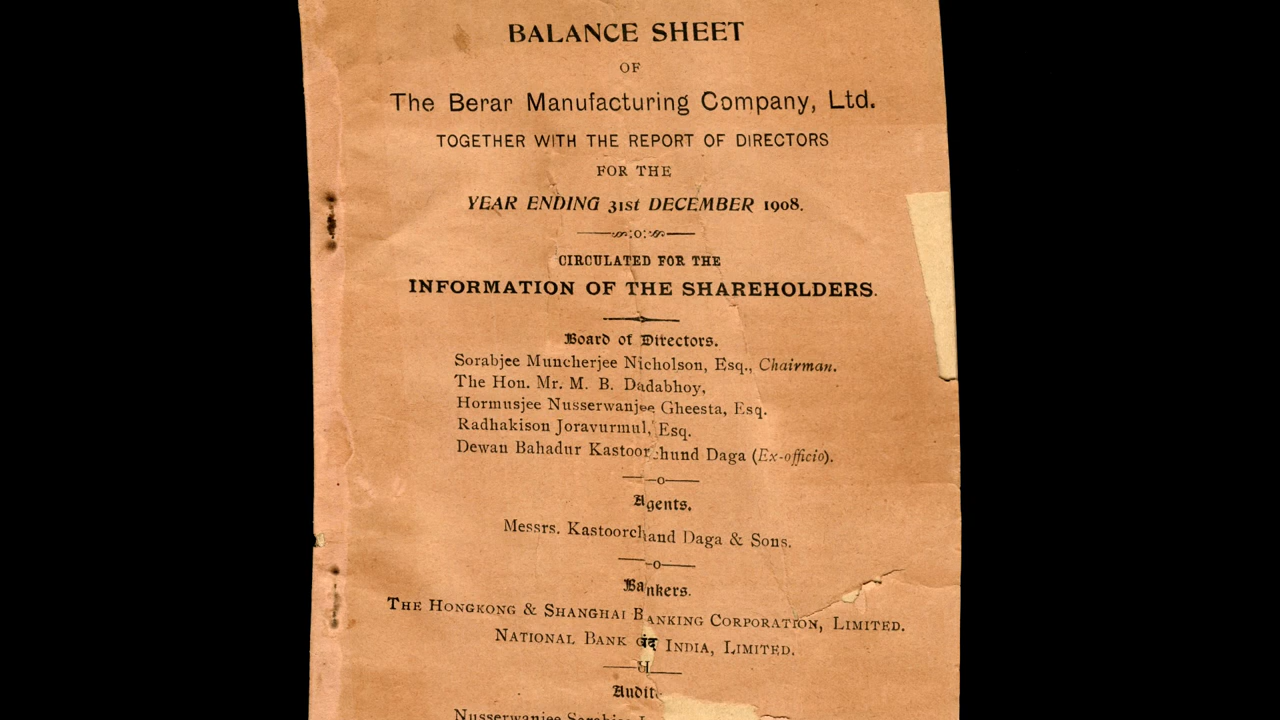 BALANCE SHEET
OF
The Berar Manufacturing Company, Ltd.
TOGETHER WITH THE REPORT OF DIRECTORS
FOR THE
YEAR ENDING 31st DECEMBER 1908.
CIRCULATED FOR THE
INFORMATION OF THE SHAREHOLDERS.
Board of Directors.
Sorabjee Muncherjee Nicholson, Esq., Chairman.
The Hon. Mr. M. B. Dadabhoy,
Hormusjee Nusserwanjee Gheesta, Esq.
Radhakison Joravurmul, Esq.
Dewan Bahadur Kastoorchund Daga (Ex-officio).
Agents.
Messrs. Kastoorchand Daga & Sons.
Bankers.
THE HONGKONG & SHANGHAI BANKING CORPORATION, LIMITED.
NATIONAL BANK INDIA, LIMITED.
Nusserwanjee Sorabjee